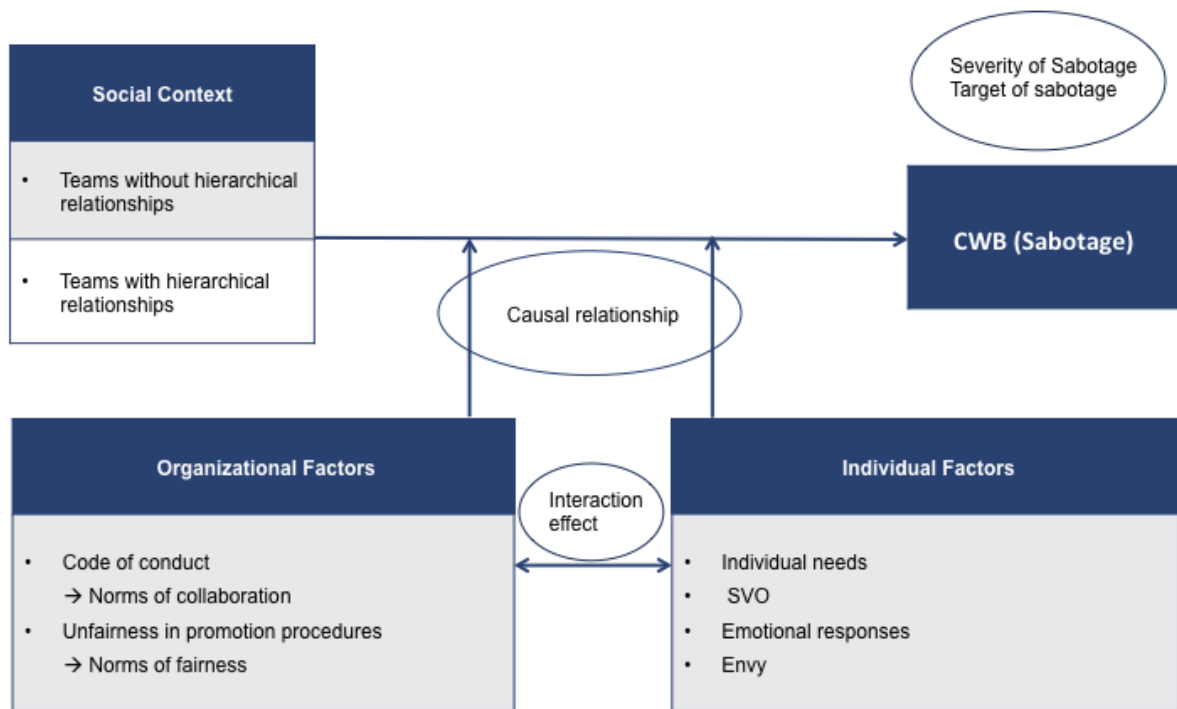 Severity of Sabotage
Target of sabotage
Social Context
• Teams without hierarchical
relationships
• Teams with hierarchical
relationships
CWB (Sabotage)
Causal relationship
Organizational Factors
• Code of conduct
→ Norms of collaboration
• Unfairness in promotion procedures
→ Norms of fairness
Interaction
effect
Individual Factors
• Individual needs
• SVO
• Emotional responses
• Envy